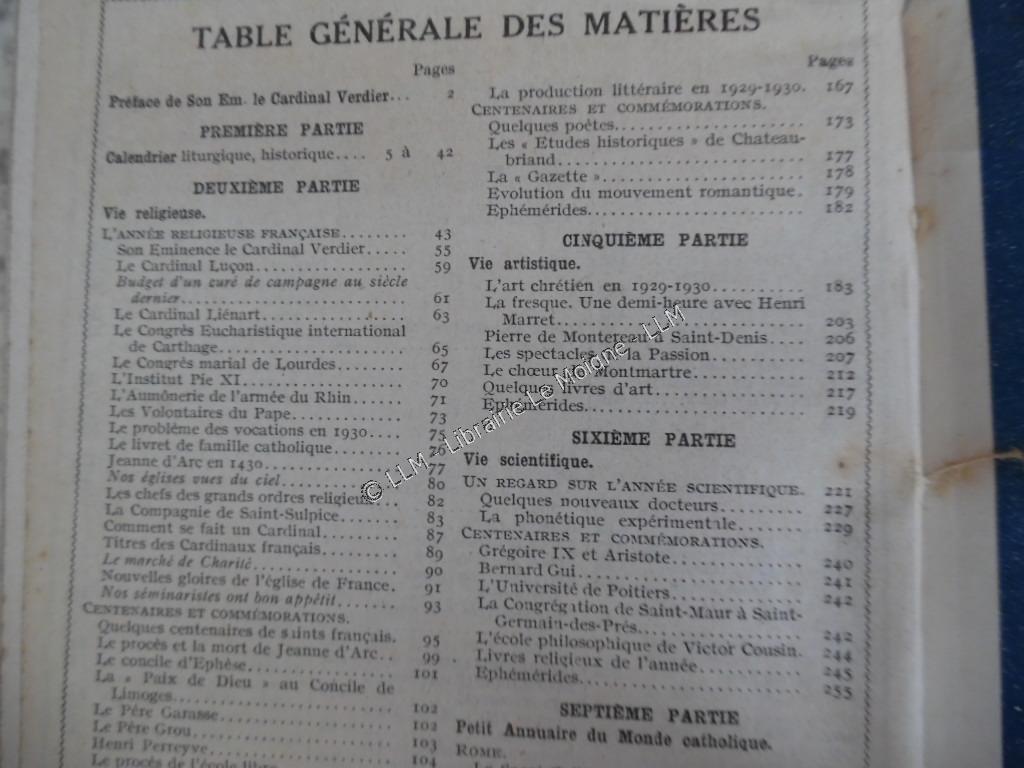 TABLE GÉNÉRALE DES MATIÈRES
Pages
Préface de Son Em. le Cardinal Verdier... 2
PREMIÈRE PARTIE
Calendrier liturgique, historique.... 5 à 42
DEUXIÈME PARTIE
Vie religieuse.
L'ANNÉE RELIGIEUSE FRANÇAISE........ 43
Son Eminence le Cardinal Verdier..... 55
Le Cardinal Luçon.................. 59
Budget d'un curé de campagne au siècle
dernier........................ 61
Le Cardinal Liénart................. 63
Le Congrès Eucharistique international
de Carthage.................... 65
Le Congrès marial de Lourdes........ 67
L'Institut Pie XI................... 70
L'Aumônerie de l'armée du Rhin...... 71
Les Volontaires du Pape............. 73
Le problème des vocations en 1930.... 75
Le livret de famille catholique........ 76
Jeanne d'Arc en 1430................ 77
Nos églises vues du ciel.............. 80
Les chefs des grands ordres religieux... 82
La Compagnie de Saint-Sulpice....... 83
Comment se fait un Cardinal......... 87
Titres des Cardinaux français......... 89
Le marché de Charité................ 90
Nouvelles gloires de l'église de France. 91
Nos séminaristes ont bon appétit....... 93
CENTENAIRES ET COMMÉMORATIONS.
Quelques centenaires de saints français. 95
Le procès et la mort de Jeanne d'Arc.. 99
Le concile d'Ephèse................. 101
La « Paix de Dieu » au Concile de
Limoges....................... 102
Le Père Garasse.................... 102
Le Père Grou...................... 103
Henri Perreyve.................... 104
Le procès de l'école libre
Pages
La production littéraire en 1929-1930. 167
CENTENAIRES ET COMMÉMORATIONS.
Quelques poètes.................... 173
Les « Etudes historiques » de Chateau-
briand......................... 177
La « Gazette »..................... 178
Evolution du mouvement romantique. 179
Ephémérides....................... 182
CINQUIÈME PARTIE
Vie artistique.
L'art chrétien en 1929-1930.......... 183
La fresque. Une demi-heure avec Henri
Marret......................... 203
Pierre de Montereau à Saint-Denis.... 206
Les spectacles de la Passion.......... 207
Le chœur de Montmartre............ 212
Quelques livres d'art................ 217
Ephémérides....................... 219
SIXIÈME PARTIE
Vie scientifique.
UN REGARD SUR L'ANNÉE SCIENTIFIQUE. 221
Quelques nouveaux docteurs......... 227
La phonétique expérimentale......... 229
CENTENAIRES ET COMMÉMORATIONS.
Grégoire IX et Aristote.............. 240
Bernard Gui....................... 241
L'Université de Poitiers............. 242
La Congrégation de Saint-Maur à Saint-
Germain-des-Prés................ 242
L'école philosophique de Victor Cousin. 244
Livres religieux de l'année........... 245
Ephémérides....................... 255
SEPTIÈME PARTIE
Petit Annuaire du Monde catholique.
ROME.
© LLM - Librairie Le Moione - LLM